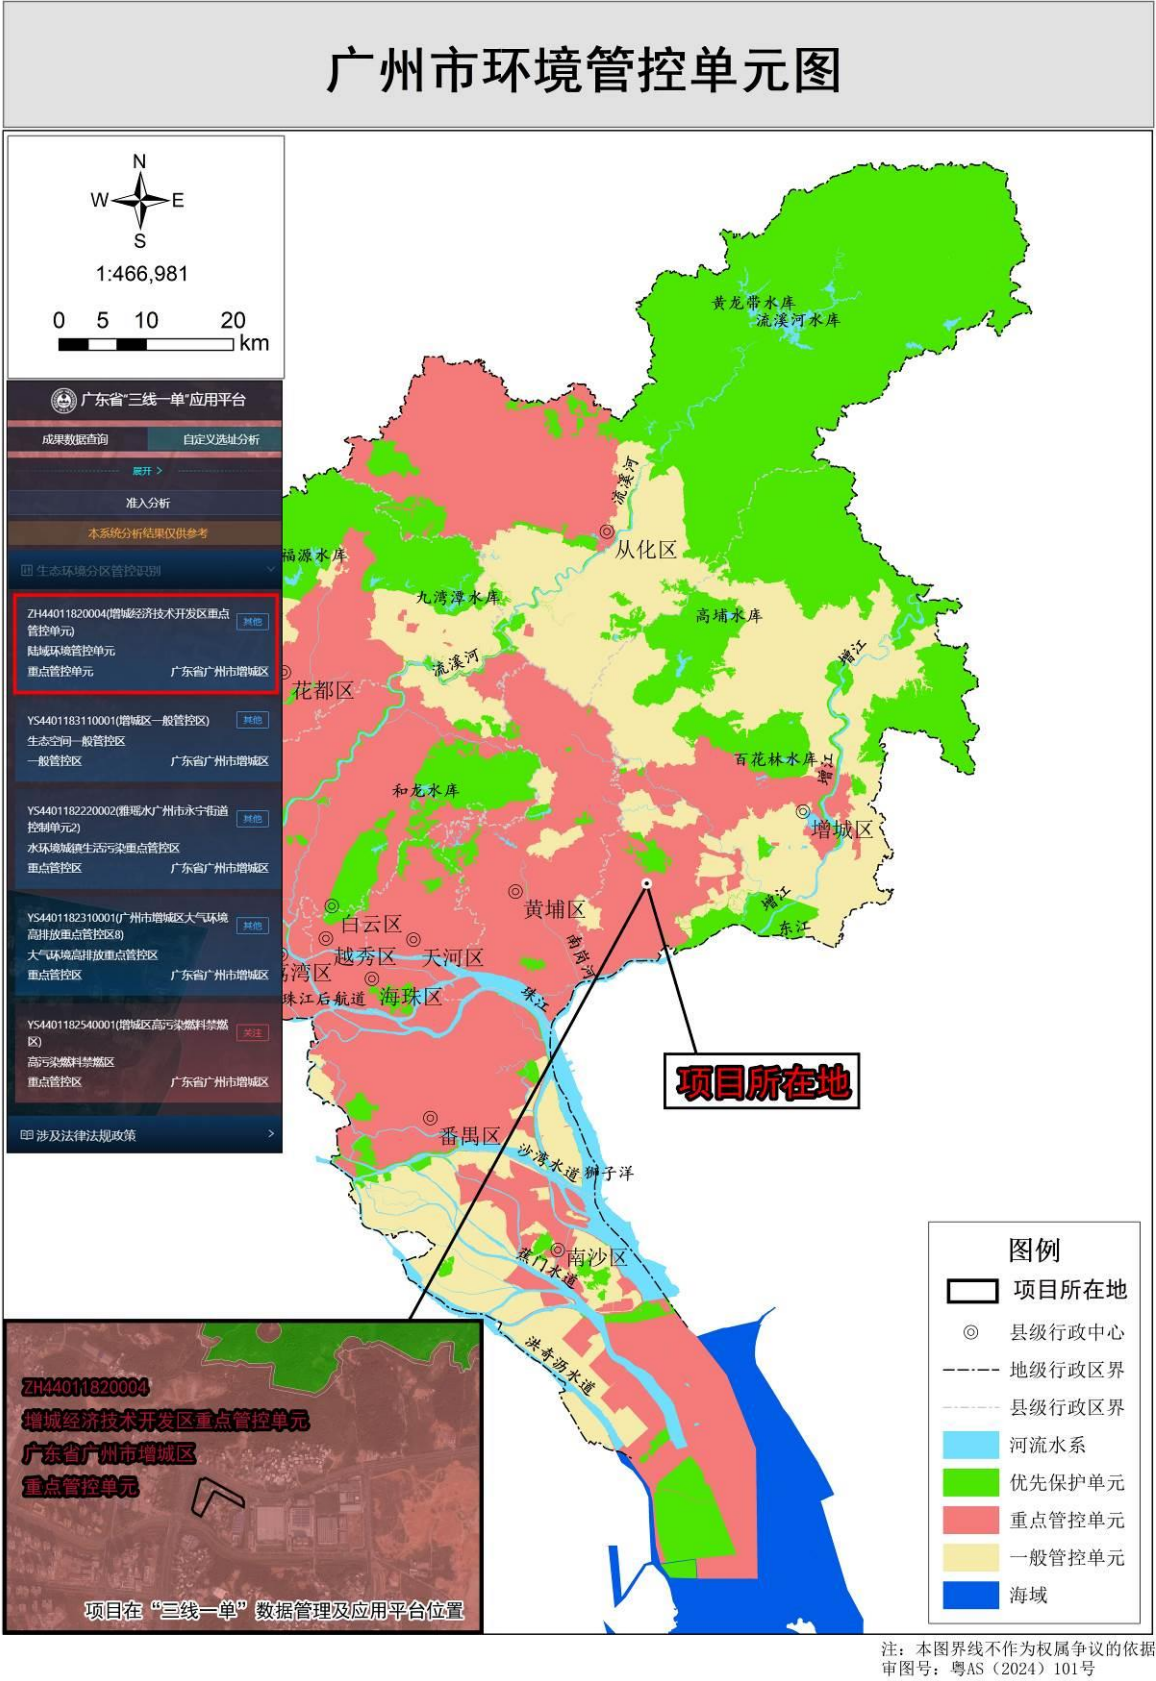 广州市环境管控单元图
N
W
E
S
1:466,981
0 5 10 20
km
广东省“三线一单”应用平台
成果数据查询
自定义选址分析
展开 >
准入分析
本系统分析结果仅供参考
生态环境分区管控识别
ZH44011820004(增城经济技术开发区重点
管控单元)
其他
陆域环境管控单元
重点管控单元
广东省广州市增城区
YS4401183110001(增城区一般管控区)
其他
生态空间一般管控区
一般管控区
广东省广州市增城区
YS4401182220002(雅瑶水广州市永宁街道
控制单元2)
其他
水环境城镇生活污染重点管控区
重点管控区
广东省广州市增城区
YS4401182310001(广州市增城区大气环境
高排放重点管控区8)
其他
大气环境高排放重点管控区
重点管控区
广东省广州市增城区
YS4401182540001(增城区高污染燃料禁燃
区)
关注
高污染燃料禁燃区
重点管控区
广东省广州市增城区
涉及法律法规政策
黄龙带水库
流溪河水库
流溪河
从化区
福源水库
九湾潭水库
高埔水库
增江
流溪河
花都区
百花林水库
增江
和龙水库
增城区
增江
东江
黄埔区
白云区
越秀区
天河区
南岗河
荔湾区
海珠区
珠江后航道
珠江
项目所在地
番禺区
沙湾水道
狮子洋
南沙区
蕉门水道
洪奇沥水道
ZH44011820004
增城经济技术开发区重点管控单元
广东省广州市增城区
重点管控单元
项目在“三线一单”数据管理及应用平台位置
图例
项目所在地
县级行政中心
地级行政区界
县级行政区界
河流水系
优先保护单元
重点管控单元
一般管控单元
海域
注：本图界线不作为权属争议的依据
审图号：粤AS（2024）101号